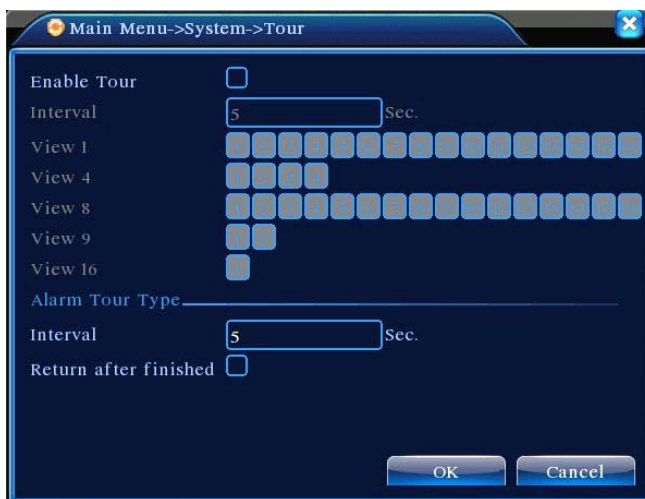 Main Menu->System->Tour
Enable Tour
Interval 5 Sec.
View 1
View 4
View 8
View 9
View 16
Alarm Tour Type
Interval 5 Sec.
Return after finished
OK Cancel